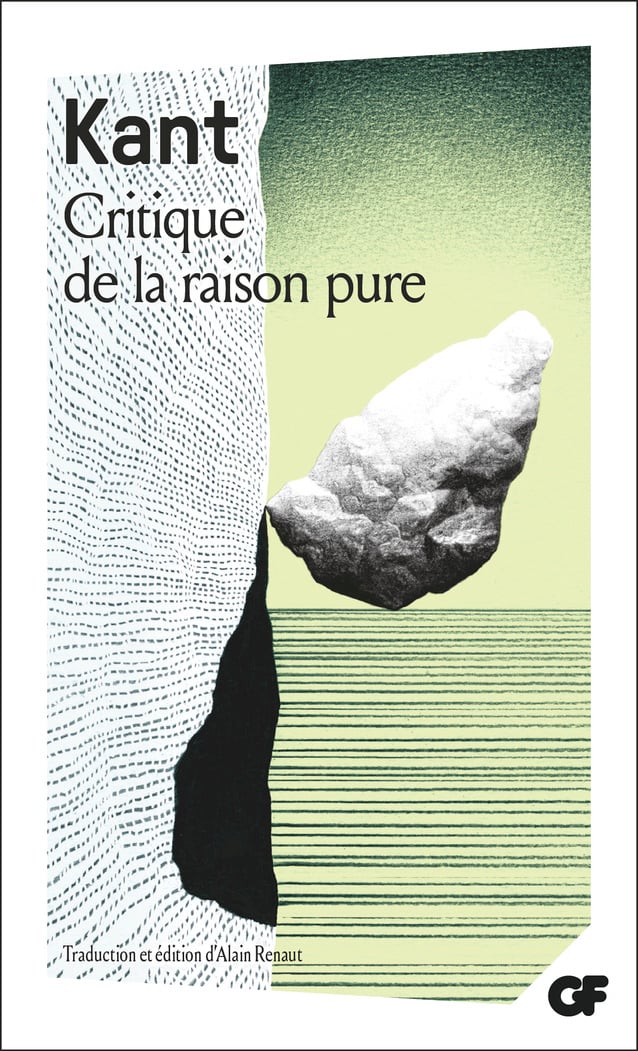 Kant
Critique
de la raison pure
Traduction et édition d'Alain Renaut
GF